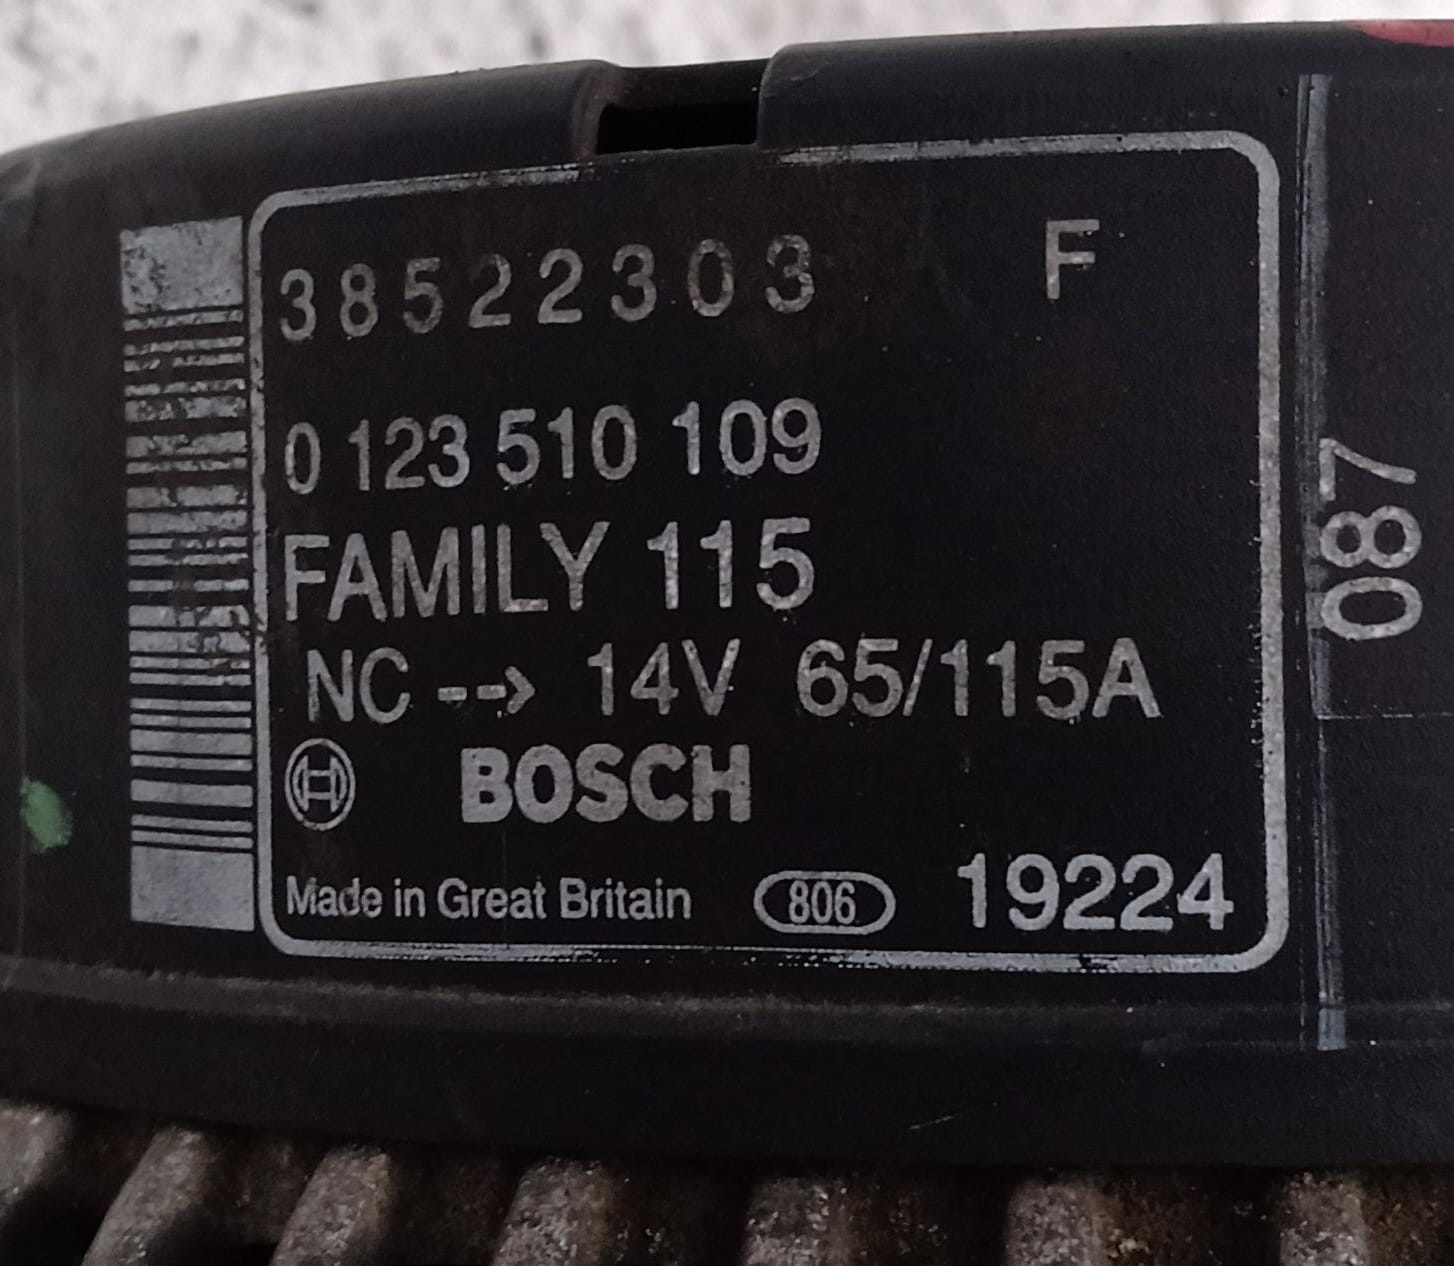 38522303 F
0 123 510 109
FAMILY 115
NC --> 14V 65/115A
BOSCH
Made in Great Britain 806 19224
087